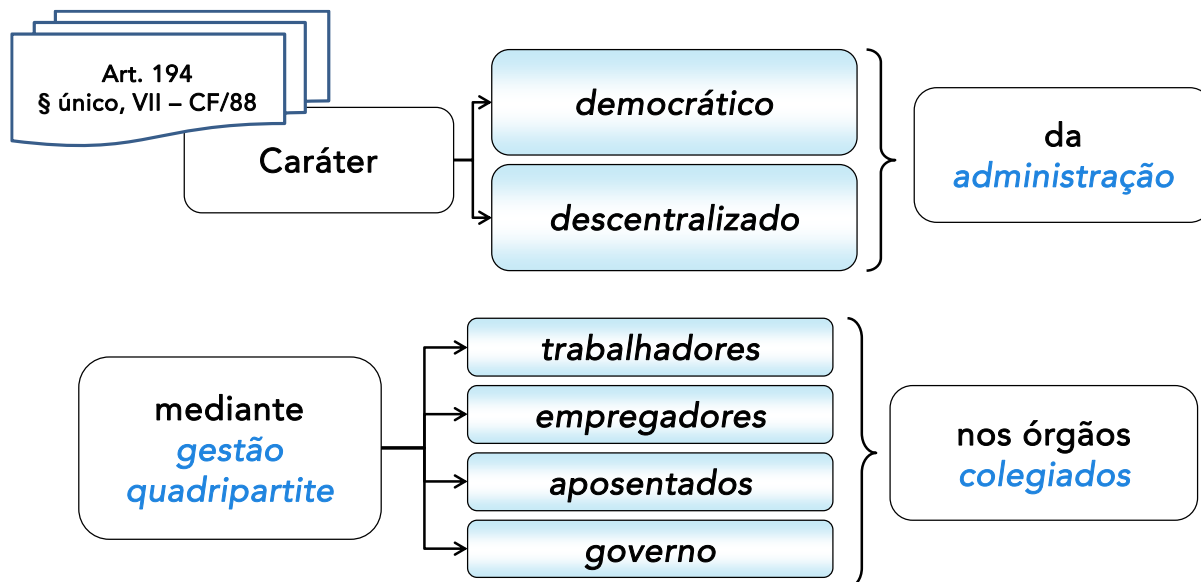 Art. 194
§ único, VII – CF/88
Caráter
democrático
descentralizado
da
administração
mediante
gestão
quadripartite
trabalhadores
empregadores
aposentados
governo
nos órgãos
colegiados